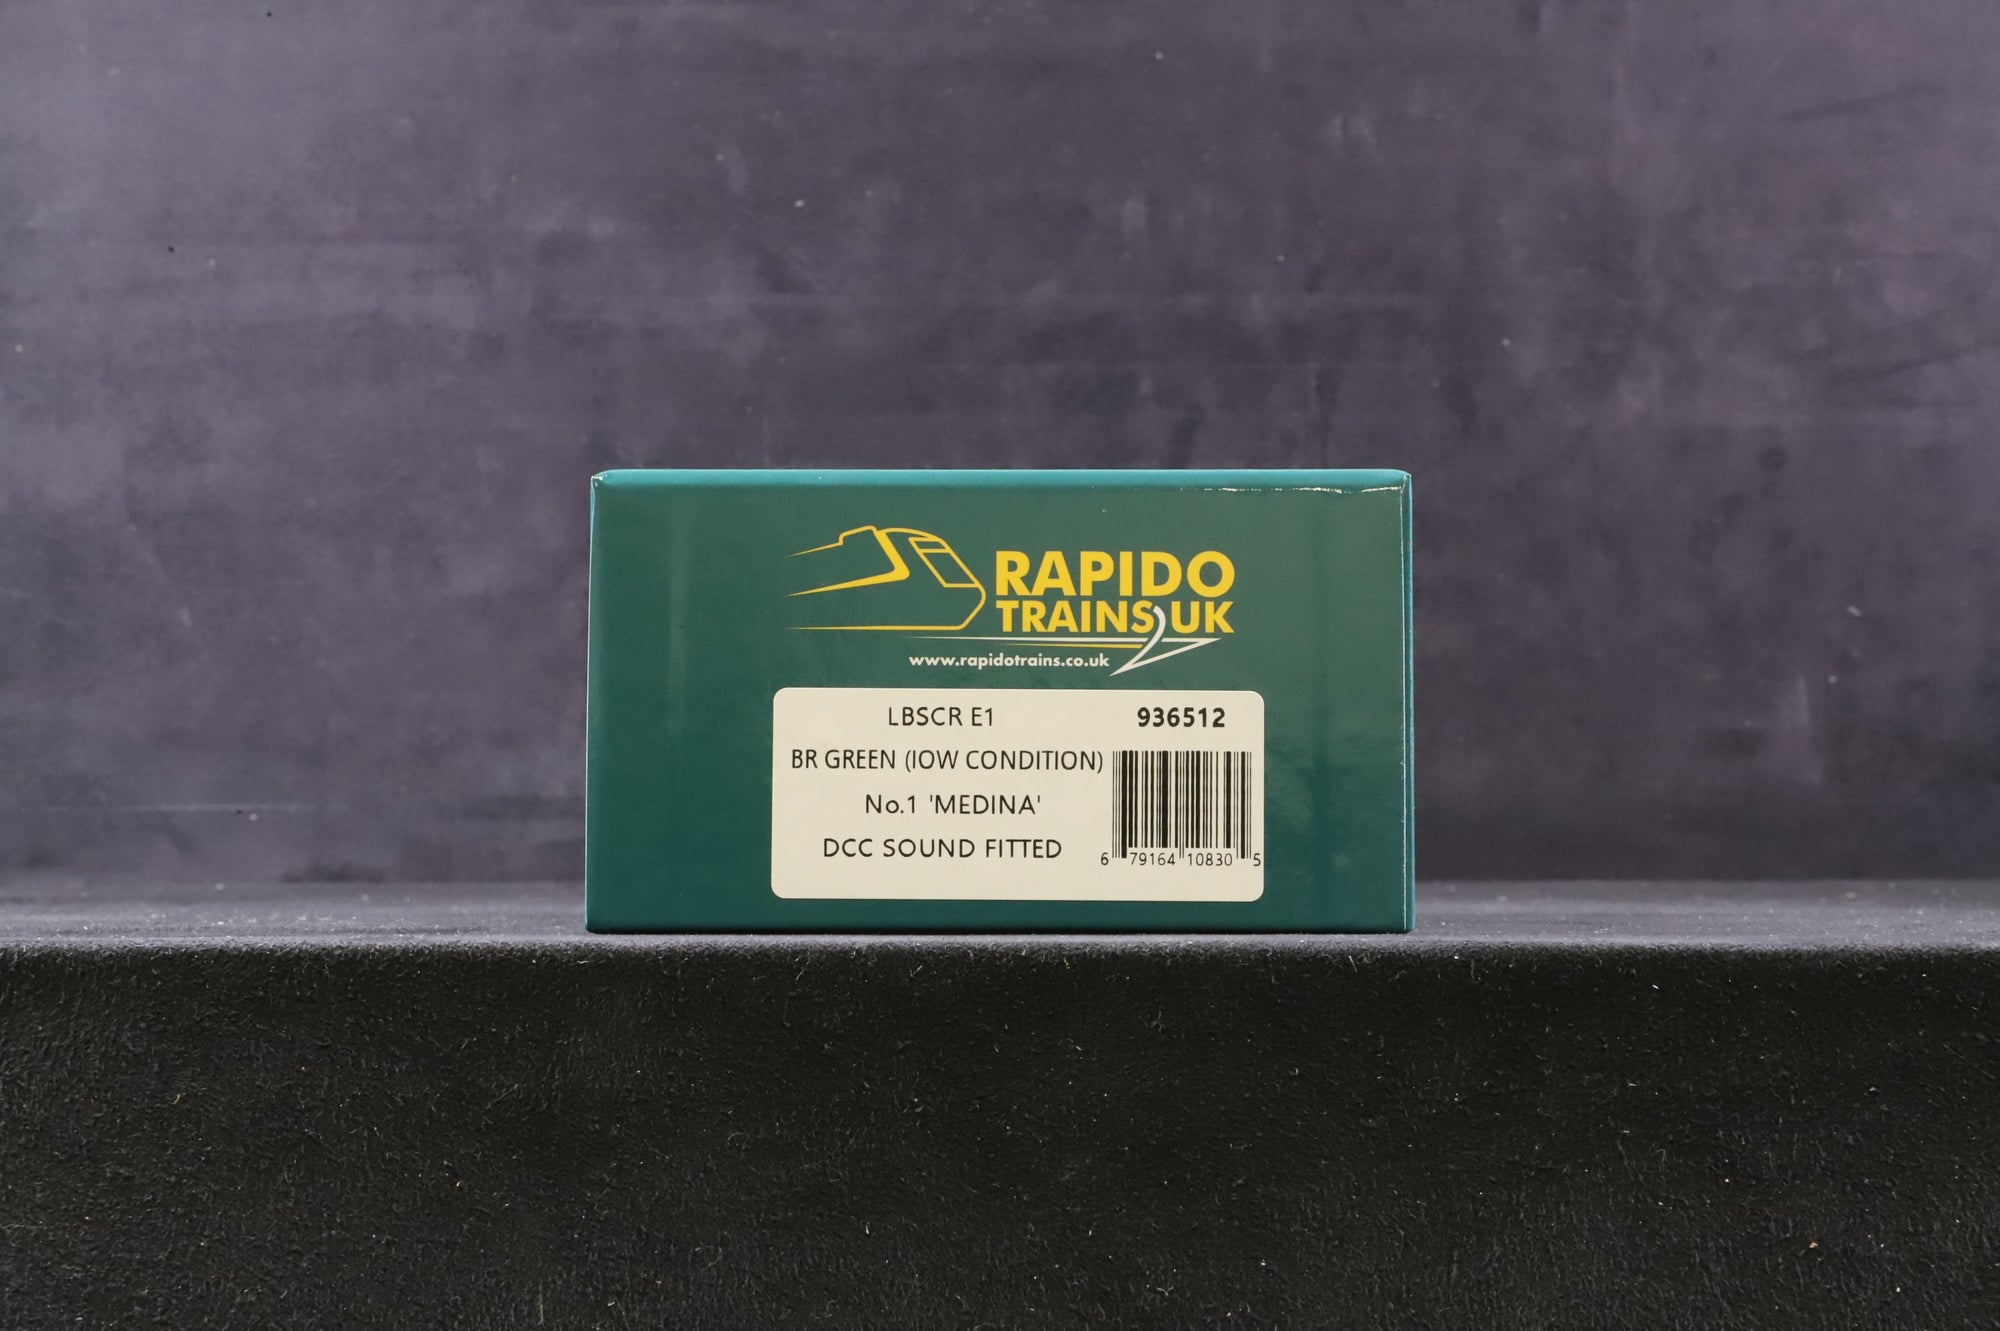 RAPIDO
TRAINS UK
www.rapidotrains.co.uk
LBSCR E1 936512
BR GREEN (IOW CONDITION)
No.1 'MEDINA'
DCC SOUND FITTED
6 79164 10830 5